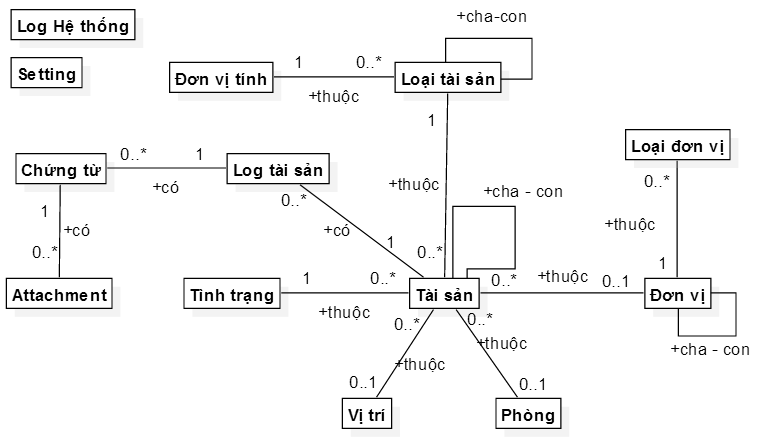 Log Hệ thống
+cha-con
Setting
Đơn vị tính
1
0..*
+thuộc
Loại tài sản
1
Loại đơn vị
0..*
Chứng từ
0..*
1
+có
Log tài sản
0..*
+thuộc
+cha - con
1
+có
0..*
+có
1
0..*
+thuộc
1
Attachment
Tình trạng
1
0..*
+thuộc
Tài sản
0..*
+thuộc
0..1
Đơn vị
0..*
0..*
+thuộc
+thuộc
+cha - con
0..1
0..1
Vị trí
Phòng